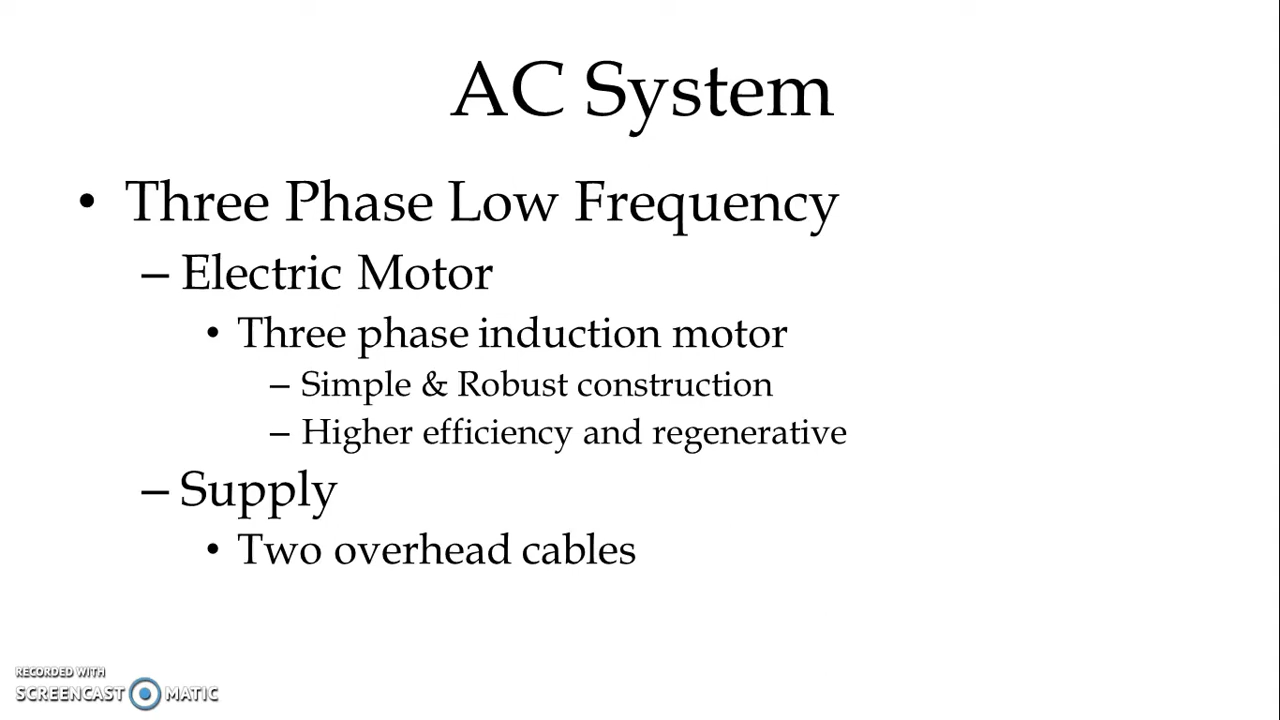 AC System
• Three Phase Low Frequency
– Electric Motor
• Three phase induction motor
– Simple & Robust construction
– Higher efficiency and regenerative
– Supply
• Two overhead cables
RECORDED WITH
SCREENCAST MATIC